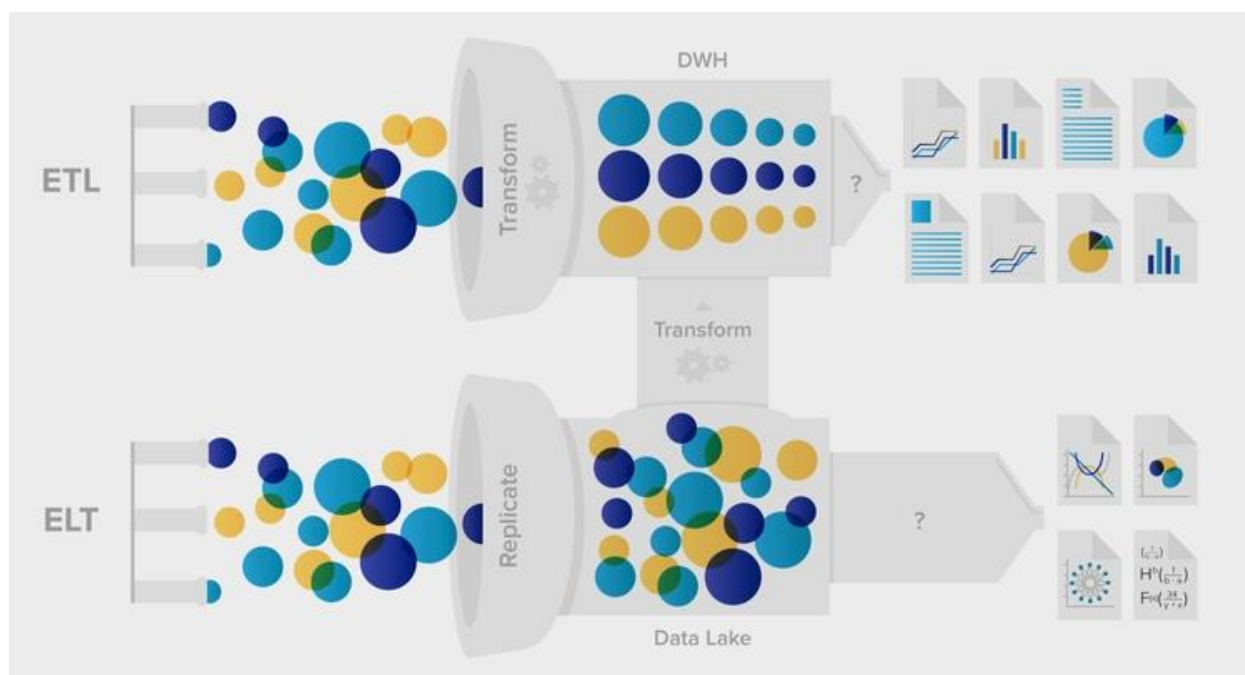 DWH
ETL
Transform
?
Transform
ELT
Replicate
?
Data Lake